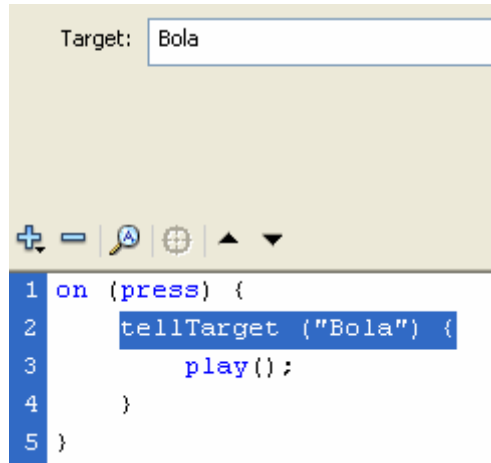 Target: Bola
1 on (press) {
2 tellTarget ("Bola") {
3 play();
4 }
5 }